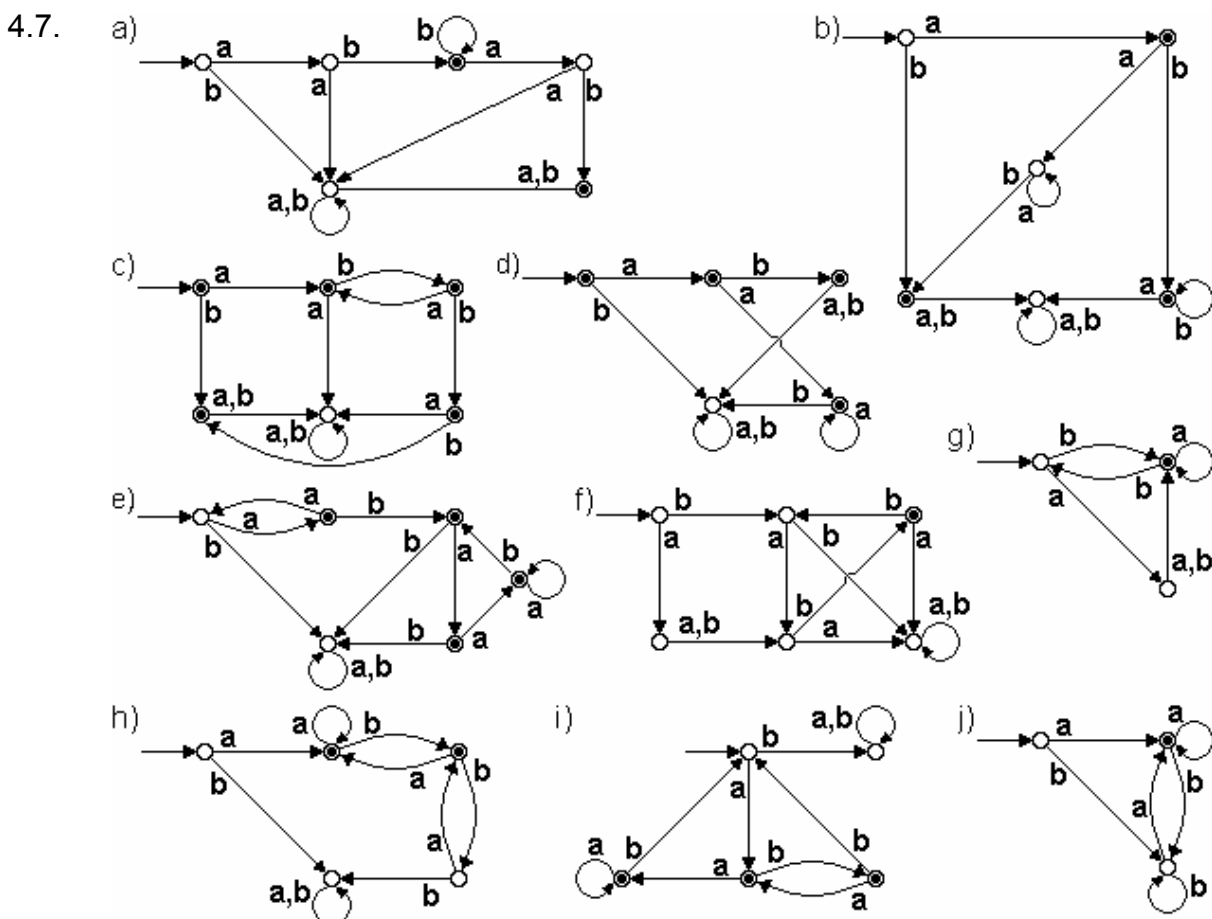 4.7.
a) a b b a
b a a b
a,b a,b
b) a a b
b
b a
a,b a,b a b
c) a b
b a a b
a,b a,b a b
d) a b
b a a,b
b a
a,b
e) a a b
b b a b
a
b a
a,b
f) b b
a a b a
b a,b
a,b a
g) b a
b
a
a,b
h) a a b
b a b
a
a,b b
i) b a,b
a
a b b b
a a
j) a a
b b
a
b